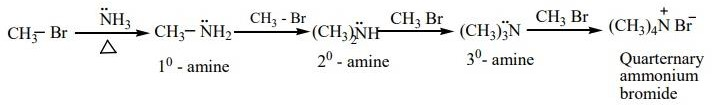 CH₃– Br N̈H₃ △ CH₃– N̈H₂ CH₃ - Br (CH₃)₂N̈H CH₃ Br (CH₃)₃N̈ CH₃ Br (CH₃)₄N⁺ Br⁻
1⁰ - amine 2⁰ - amine 3⁰- amine Quarternary
ammonium
bromide